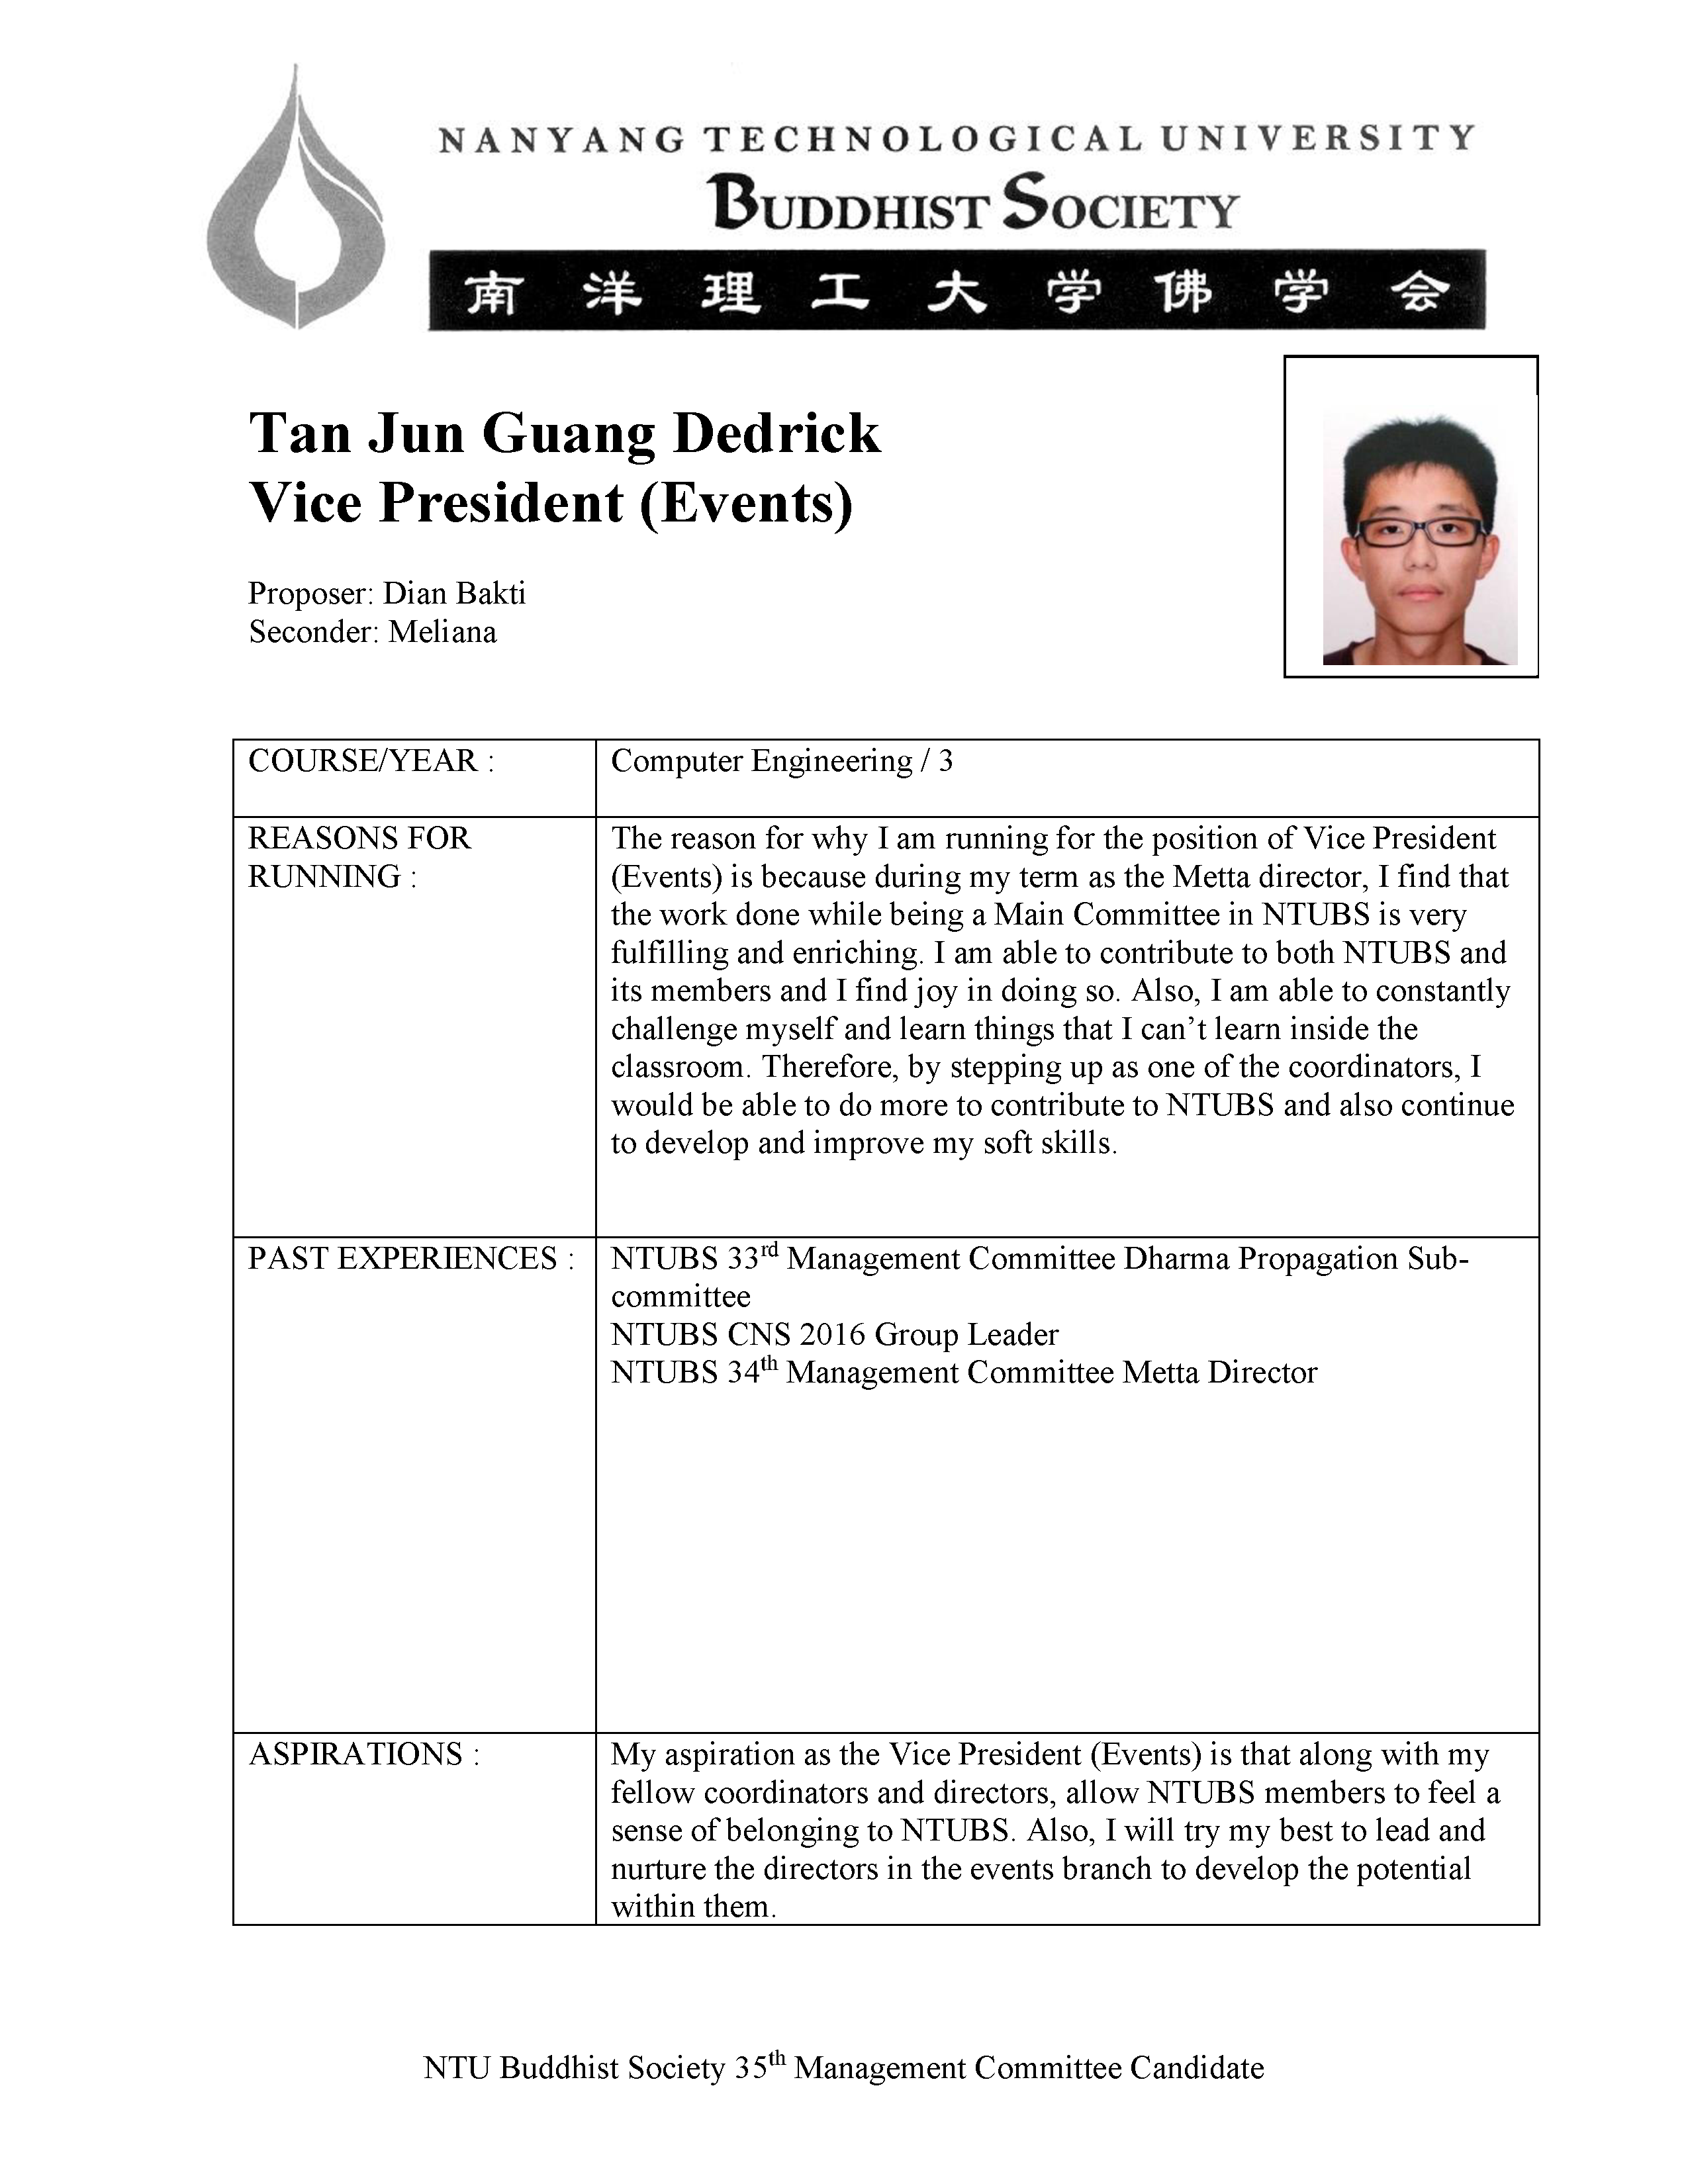 NANYANG TECHNOLOGICAL UNIVERSITY
BUDDHIST SOCIETY
南洋理工大学佛学会
Tan Jun Guang Dedrick
Vice President (Events)
Proposer: Dian Bakti
Seconder: Meliana
COURSE/YEAR :
Computer Engineering / 3
REASONS FOR
RUNNING :
The reason for why I am running for the position of Vice President
(Events) is because during my term as the Metta director, I find that
the work done while being a Main Committee in NTUBS is very
fulfilling and enriching. I am able to contribute to both NTUBS and
its members and I find joy in doing so. Also, I am able to constantly
challenge myself and learn things that I can’t learn inside the
classroom. Therefore, by stepping up as one of the coordinators, I
would be able to do more to contribute to NTUBS and also continue
to develop and improve my soft skills.
PAST EXPERIENCES :
NTUBS 33rd Management Committee Dharma Propagation Sub-
committee
NTUBS CNS 2016 Group Leader
NTUBS 34th Management Committee Metta Director
ASPIRATIONS :
My aspiration as the Vice President (Events) is that along with my
fellow coordinators and directors, allow NTUBS members to feel a
sense of belonging to NTUBS. Also, I will try my best to lead and
nurture the directors in the events branch to develop the potential
within them.
NTU Buddhist Society 35th Management Committee Candidate